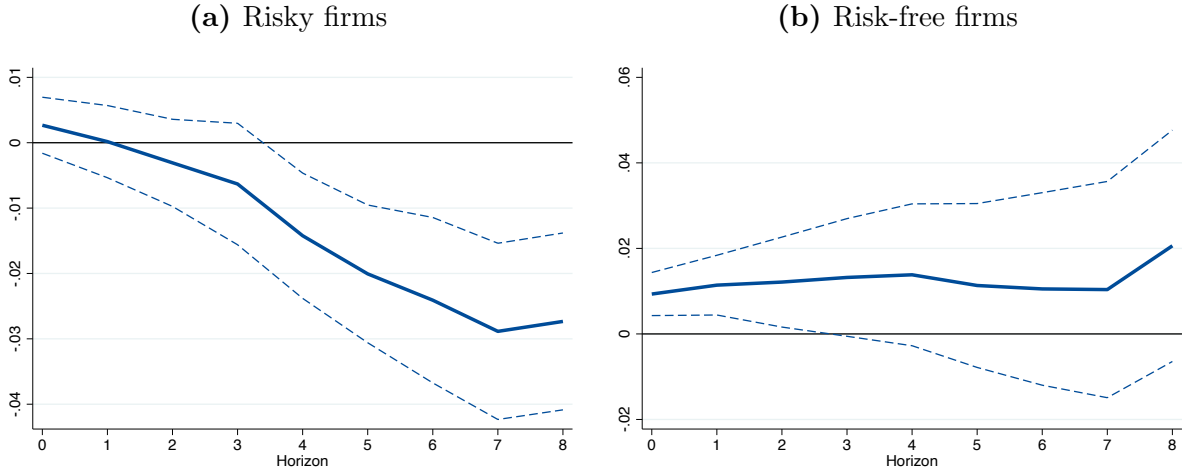 (a) Risky firms
.01
0
-.01
-.02
-.03
-.04
0 1 2 3 4 5 6 7 8
Horizon
(b) Risk-free firms
.06
.04
.02
0
-.02
0 1 2 3 4 5 6 7 8
Horizon